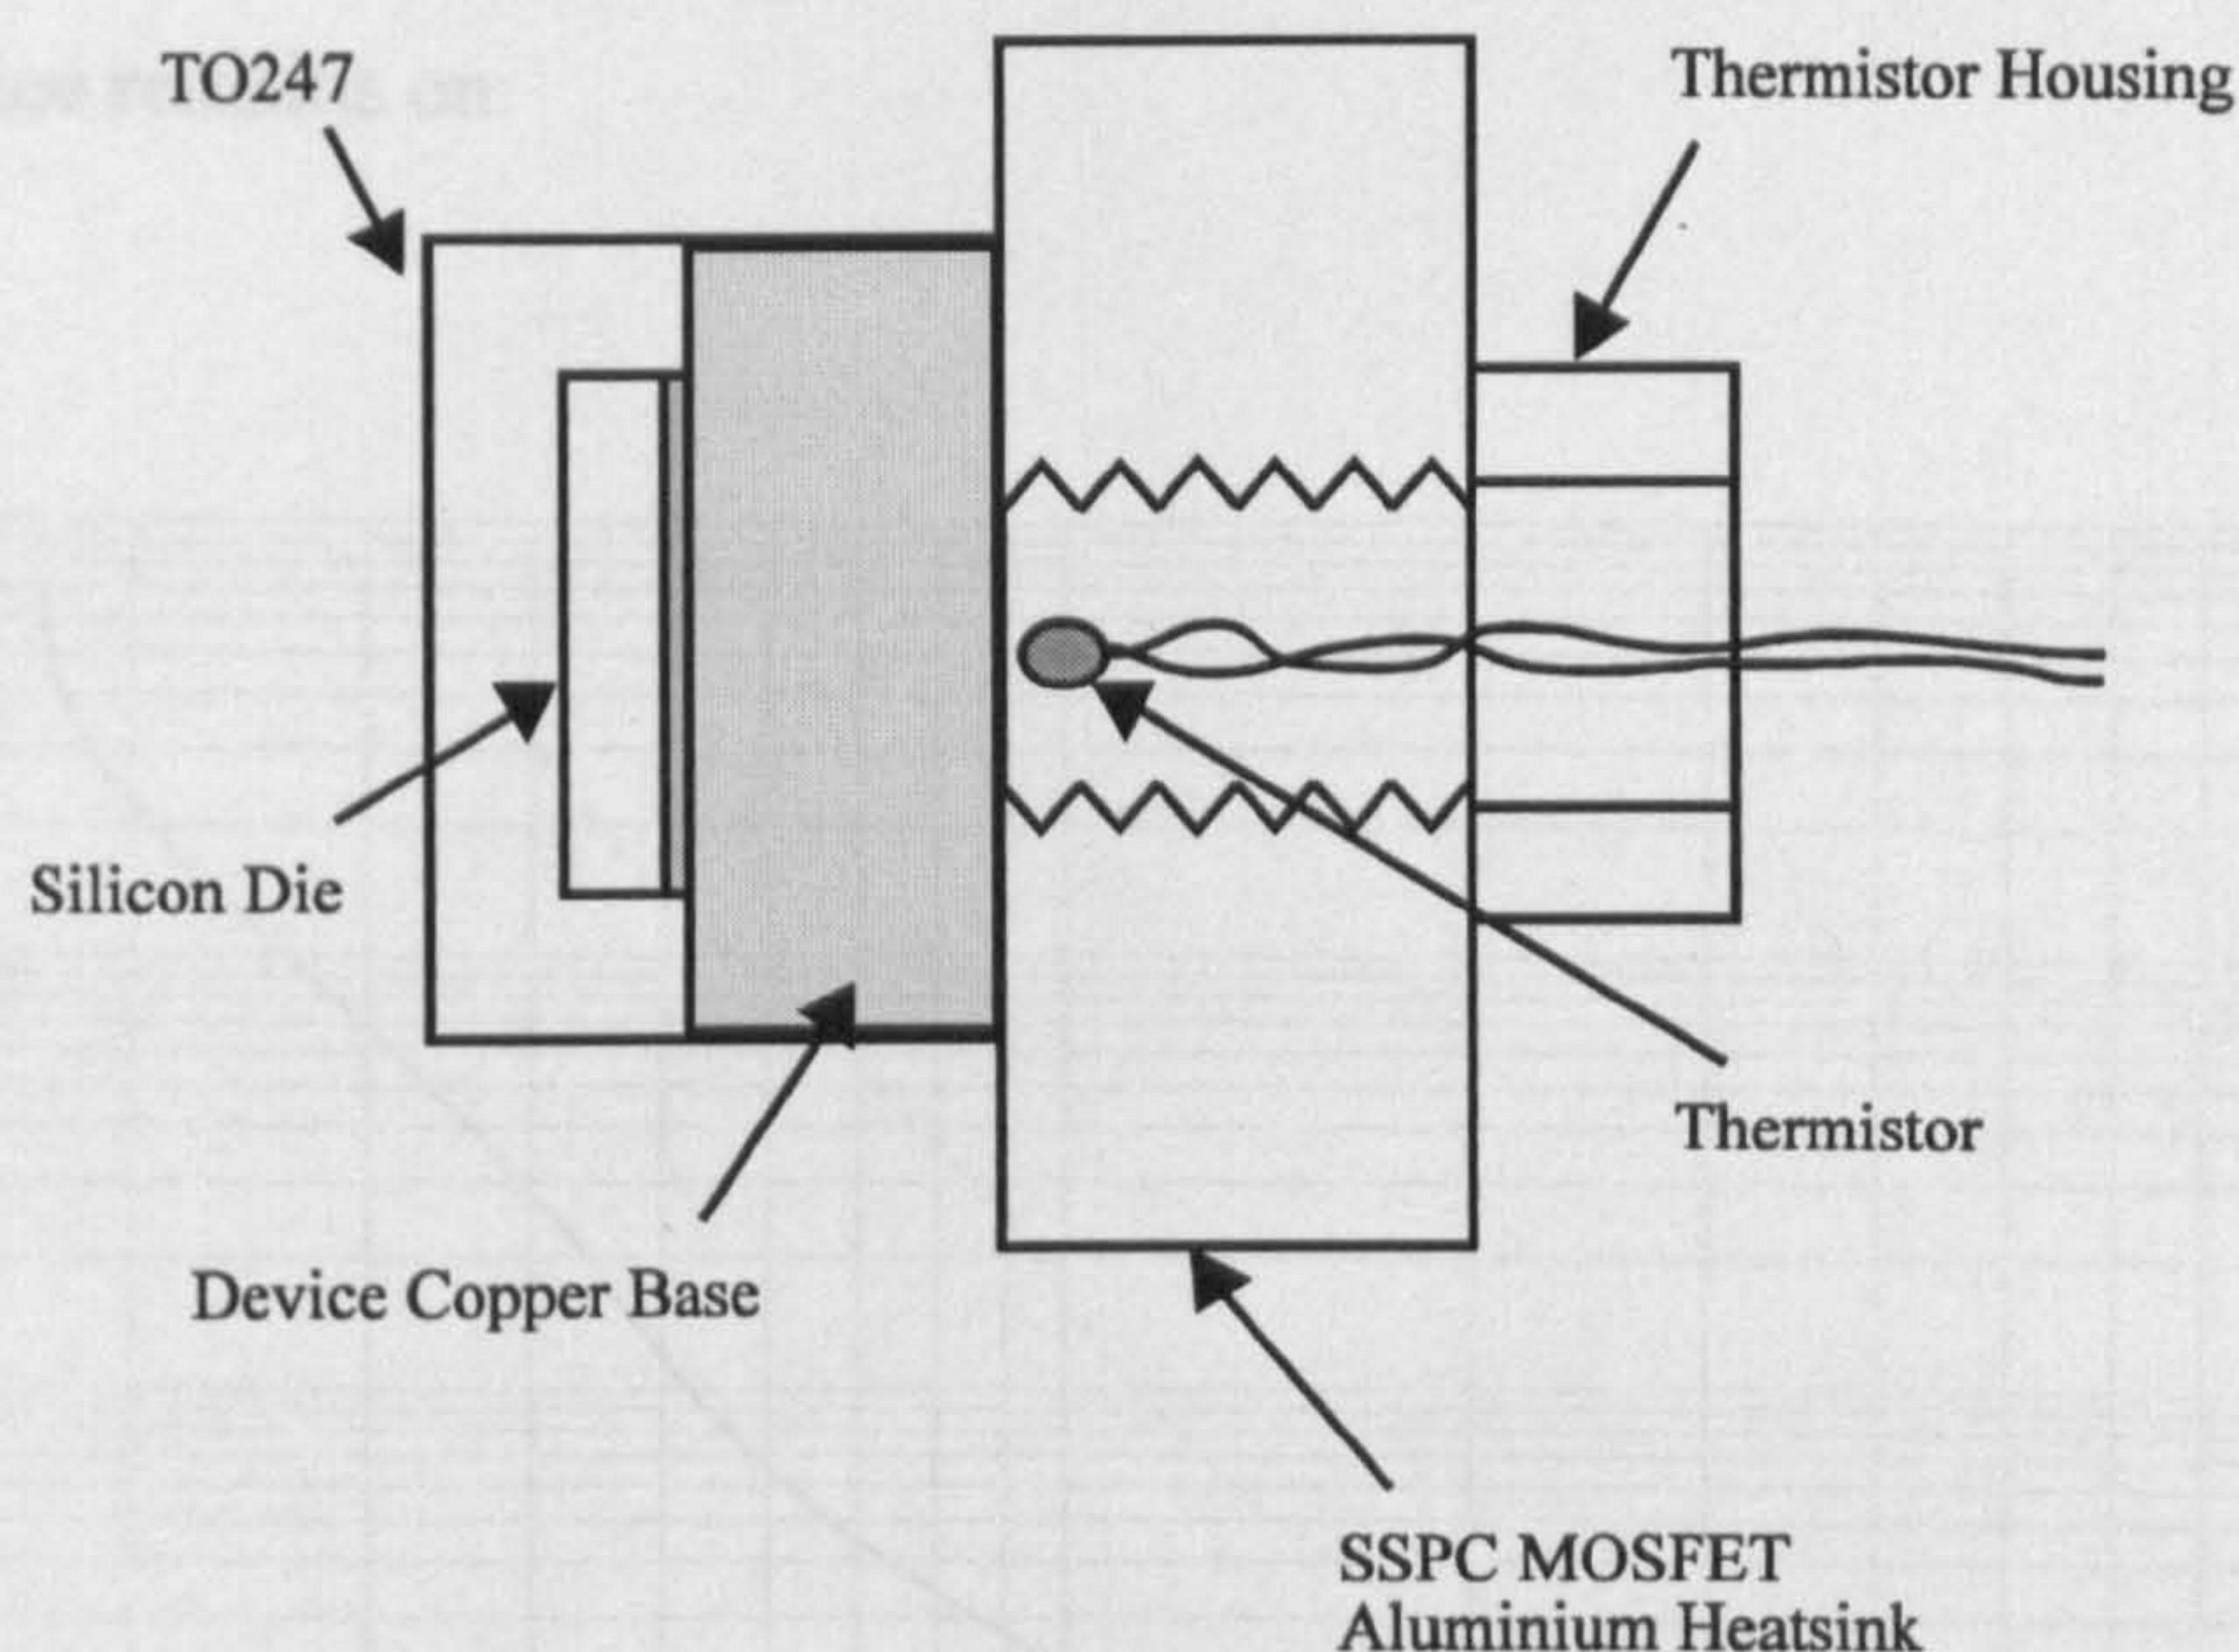 TO247
Thermistor Housing
Silicon Die
Thermistor
Device Copper Base
SSPC MOSFET
Aluminium Heatsink